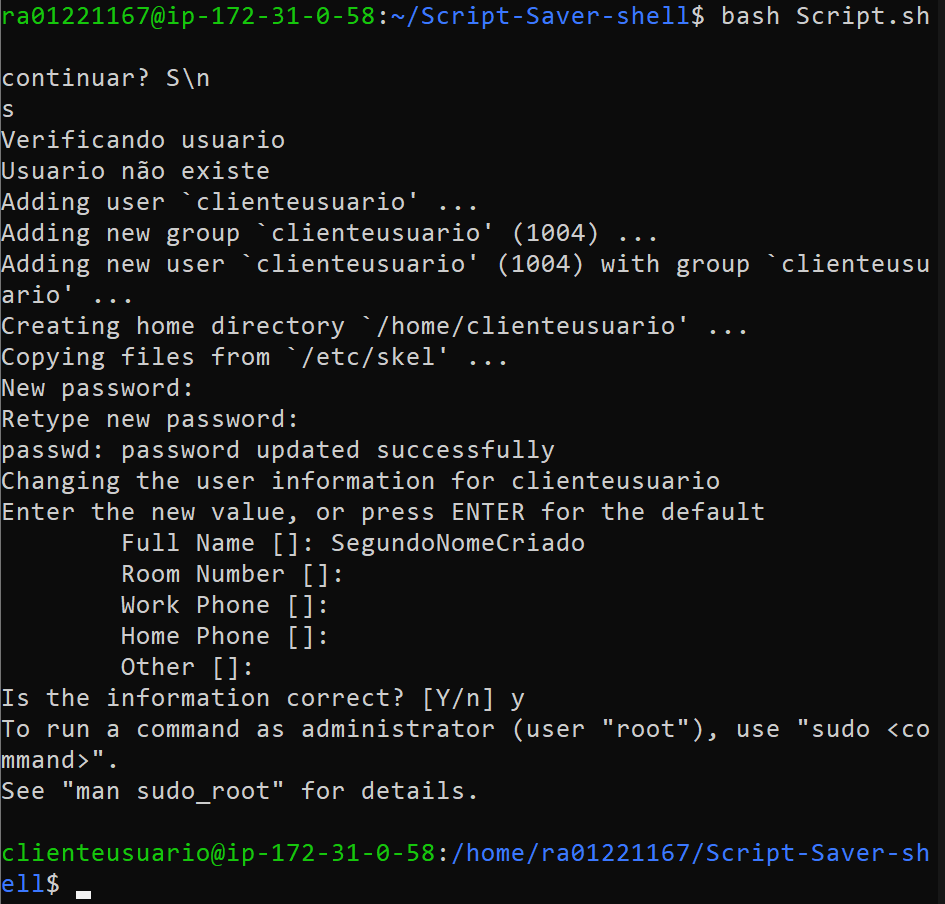 ra01221167@ip-172-31-0-58:~/Script-Saver-shell$ bash Script.sh
continuar? S\n
s
Verificando usuario
Usuario não existe
Adding user `clienteusuario' ...
Adding new group `clienteusuario' (1004) ...
Adding new user `clienteusuario' (1004) with group `clienteusu
ario' ...
Creating home directory `/home/clienteusuario' ...
Copying files from `/etc/skel' ...
New password:
Retype new password:
passwd: password updated successfully
Changing the user information for clienteusuario
Enter the new value, or press ENTER for the default
        Full Name []: SegundoNomeCriado
        Room Number []:
        Work Phone []:
        Home Phone []:
        Other []:
Is the information correct? [Y/n] y
To run a command as administrator (user "root"), use "sudo <co
mmand>".
See "man sudo_root" for details.
clienteusuario@ip-172-31-0-58:/home/ra01221167/Script-Saver-sh
ell$